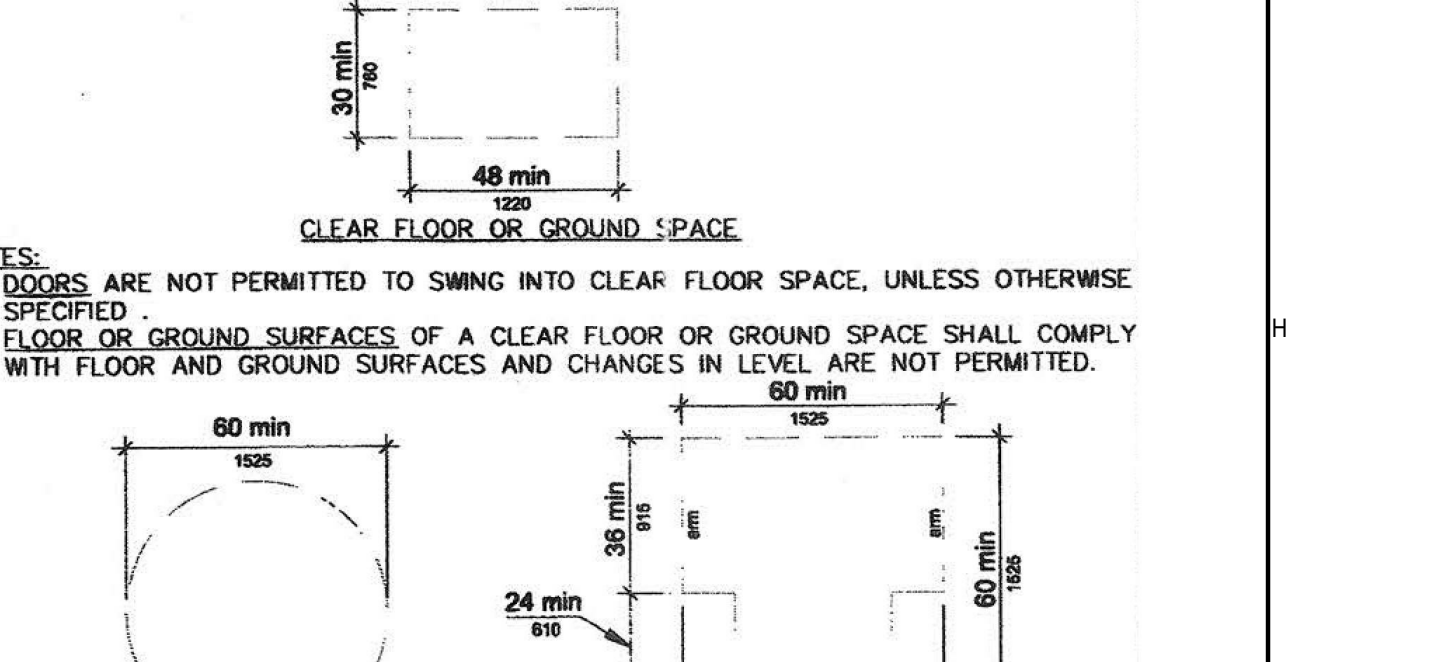 30 min
760
48 min
1220
CLEAR FLOOR OR GROUND SPACE
ES:
DOORS ARE NOT PERMITTED TO SWING INTO CLEAR FLOOR SPACE, UNLESS OTHERWISE
SPECIFIED .
FLOOR OR GROUND SURFACES OF A CLEAR FLOOR OR GROUND SPACE SHALL COMPLY
WITH FLOOR AND GROUND SURFACES AND CHANGES IN LEVEL ARE NOT PERMITTED.
H
60 min
1525
60 min
1525
36 min
915
arm
arm
60 min
1525
24 min
610